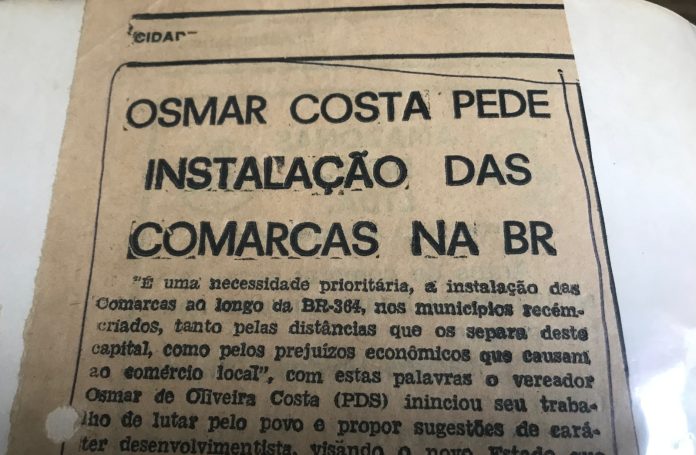 CIDAD
OSMAR COSTA PEDE
INSTALAÇÃO DAS
COMARCAS NA BR
"É uma necessidade prioritária, a instalação das
Comarcas ao longo da BR-364, nos municípios recém-
criados, tanto pelas distâncias que os separa deste
capital, como pelos prejuízos econômicos que causam
ao comércio local", com estas palavras o vereador
Osmar de Oliveira Costa (PDS) ininciou seu traba-
lho de lutar pelo povo e propor sugestões de cará-
ter desenvolvimentista, visando o novo Estado que